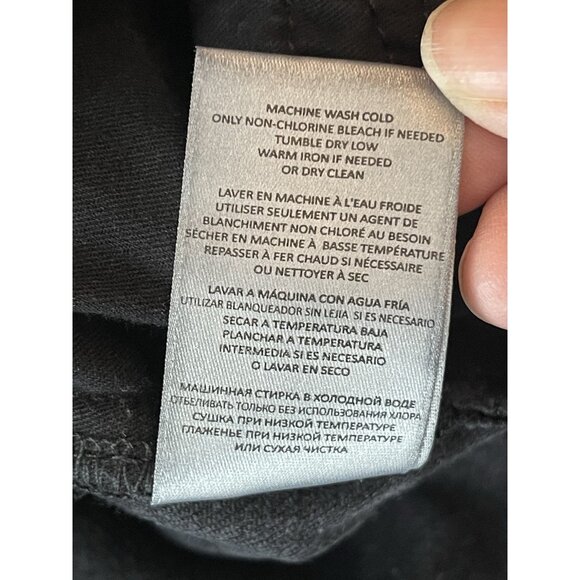 MACHINE WASH COLD
ONLY NON-CHLORINE BLEACH IF NEEDED
TUMBLE DRY LOW
WARM IRON IF NEEDED
OR DRY CLEAN
LAVER EN MACHINE À L'EAU FROIDE
UTILISER SEULEMENT UN AGENT DE
BLANCHIMENT NON CHLORÉ AU BESOIN
SÉCHER EN MACHINE À BASSE TEMPÉRATURE
REPASSER À FER CHAUD SI NÉCESSAIRE
OU NETTOYER À SEC
LAVAR A MÁQUINA CON AGUA FRÍA
UTILIZAR BLANQUEADOR SIN LEJIA SI ES NECESARIO
SECAR A TEMPERATURA BAJA
PLANCHAR A TEMPERATURA
INTERMEDIA SI ES NECESARIO
O LAVAR EN SECO
МАШИННАЯ СТИРКА В ХОЛОДНОЙ ВОДЕ
ОТБЕЛИВАТЬ ТОЛЬКО БЕЗ ИСПОЛЬЗОВАНИЯ ХЛОРА
СУШКА ПРИ НИЗКОЙ ТЕМПЕРАТУРЕ
ГЛАЖЕНЬЕ ПРИ НИЗКОЙ ТЕМПЕРАТУРЕ
ИЛИ СУХАЯ ЧИСТКА